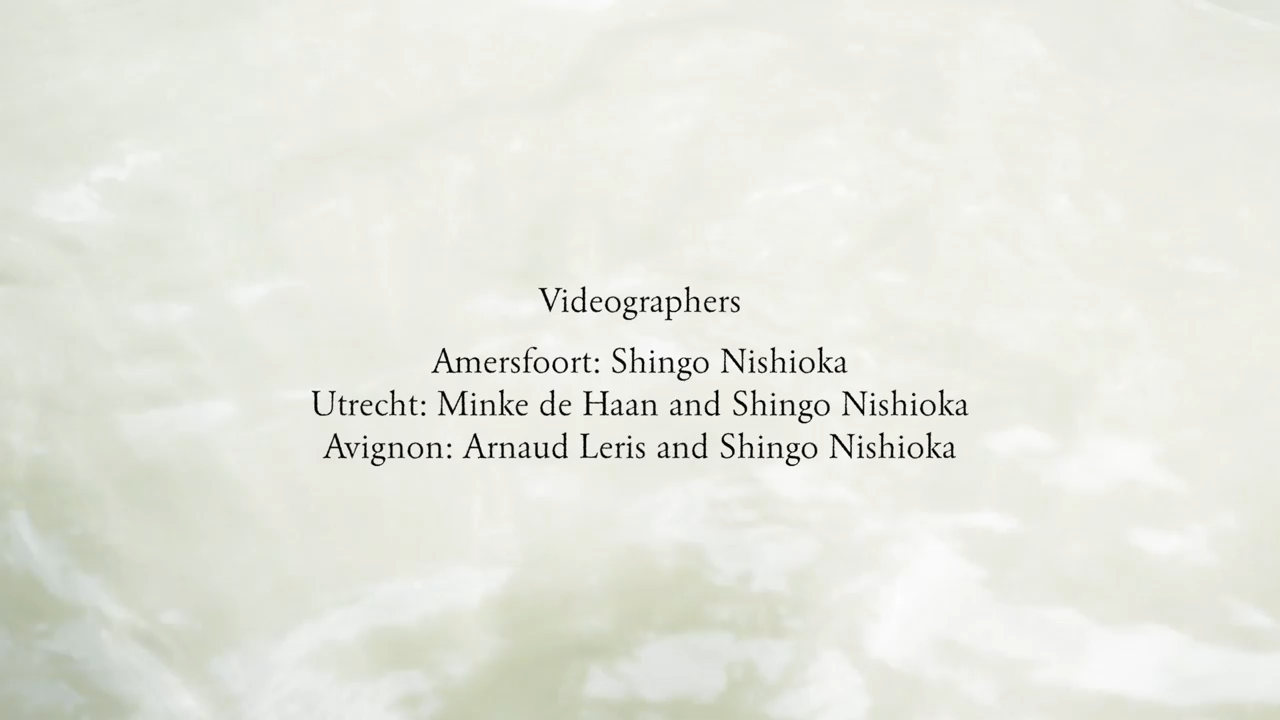 Videographers
Amersfoort: Shingo Nishioka
Utrecht: Minke de Haan and Shingo Nishioka
Avignon: Arnaud Leris and Shingo Nishioka